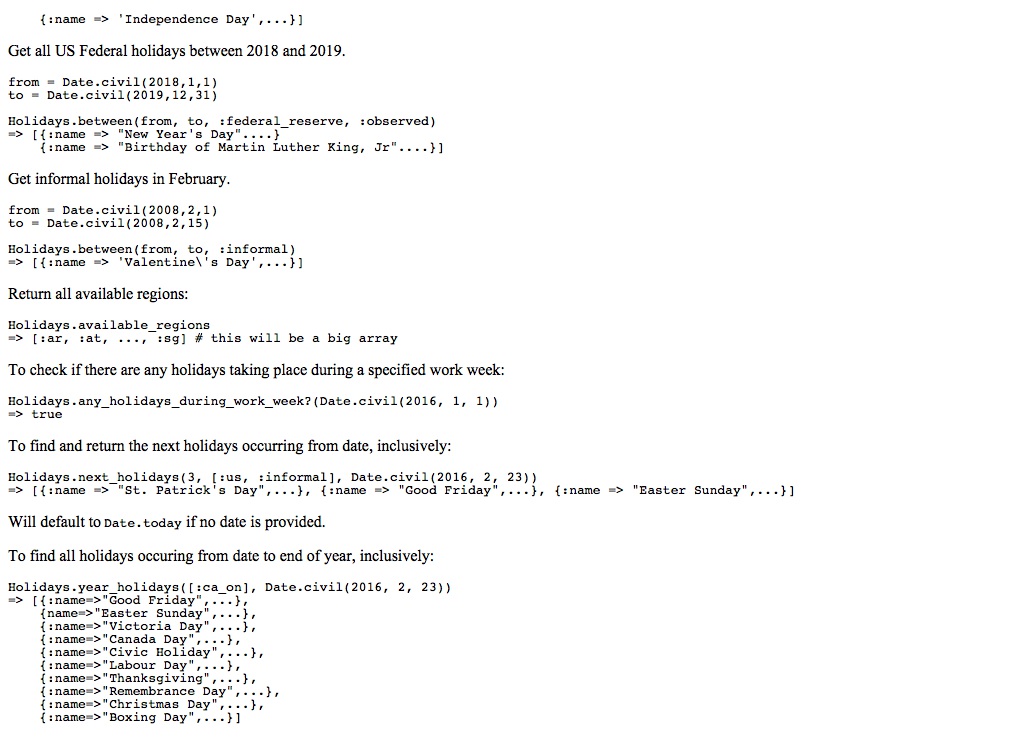 {:name => 'Independence Day',...}]
Get all US Federal holidays between 2018 and 2019.
from = Date.civil(2018,1,1)
to = Date.civil(2019,12,31)
Holidays.between(from, to, :federal_reserve, :observed)
=> [{:name => "New Year's Day"....}
{:name => "Birthday of Martin Luther King, Jr"....}]
Get informal holidays in February.
from = Date.civil(2008,2,1)
to = Date.civil(2008,2,15)
Holidays.between(from, to, :informal)
=> [{:name => 'Valentine\'s Day',...}]
Return all available regions:
Holidays.available_regions
=> [:ar, :at, ..., :sg] # this will be a big array
To check if there are any holidays taking place during a specified work week:
Holidays.any_holidays_during_work_week?(Date.civil(2016, 1, 1))
=> true
To find and return the next holidays occurring from date, inclusively:
Holidays.next_holidays(3, [:us, :informal], Date.civil(2016, 2, 23))
=> [{:name => "St. Patrick's Day",...}, {:name => "Good Friday",...}, {:name => "Easter Sunday",...}]
Will default to Date.today if no date is provided.
To find all holidays occuring from date to end of year, inclusively:
Holidays.year_holidays([:ca_on], Date.civil(2016, 2, 23))
=> [{:name=>"Good Friday",...},
{name=>"Easter Sunday",...},
{:name=>"Victoria Day",...},
{:name=>"Canada Day",...},
{:name=>"Civic Holiday",...},
{:name=>"Labour Day",...},
{:name=>"Thanksgiving",...},
{:name=>"Remembrance Day",...},
{:name=>"Christmas Day",...},
{:name=>"Boxing Day",...}]